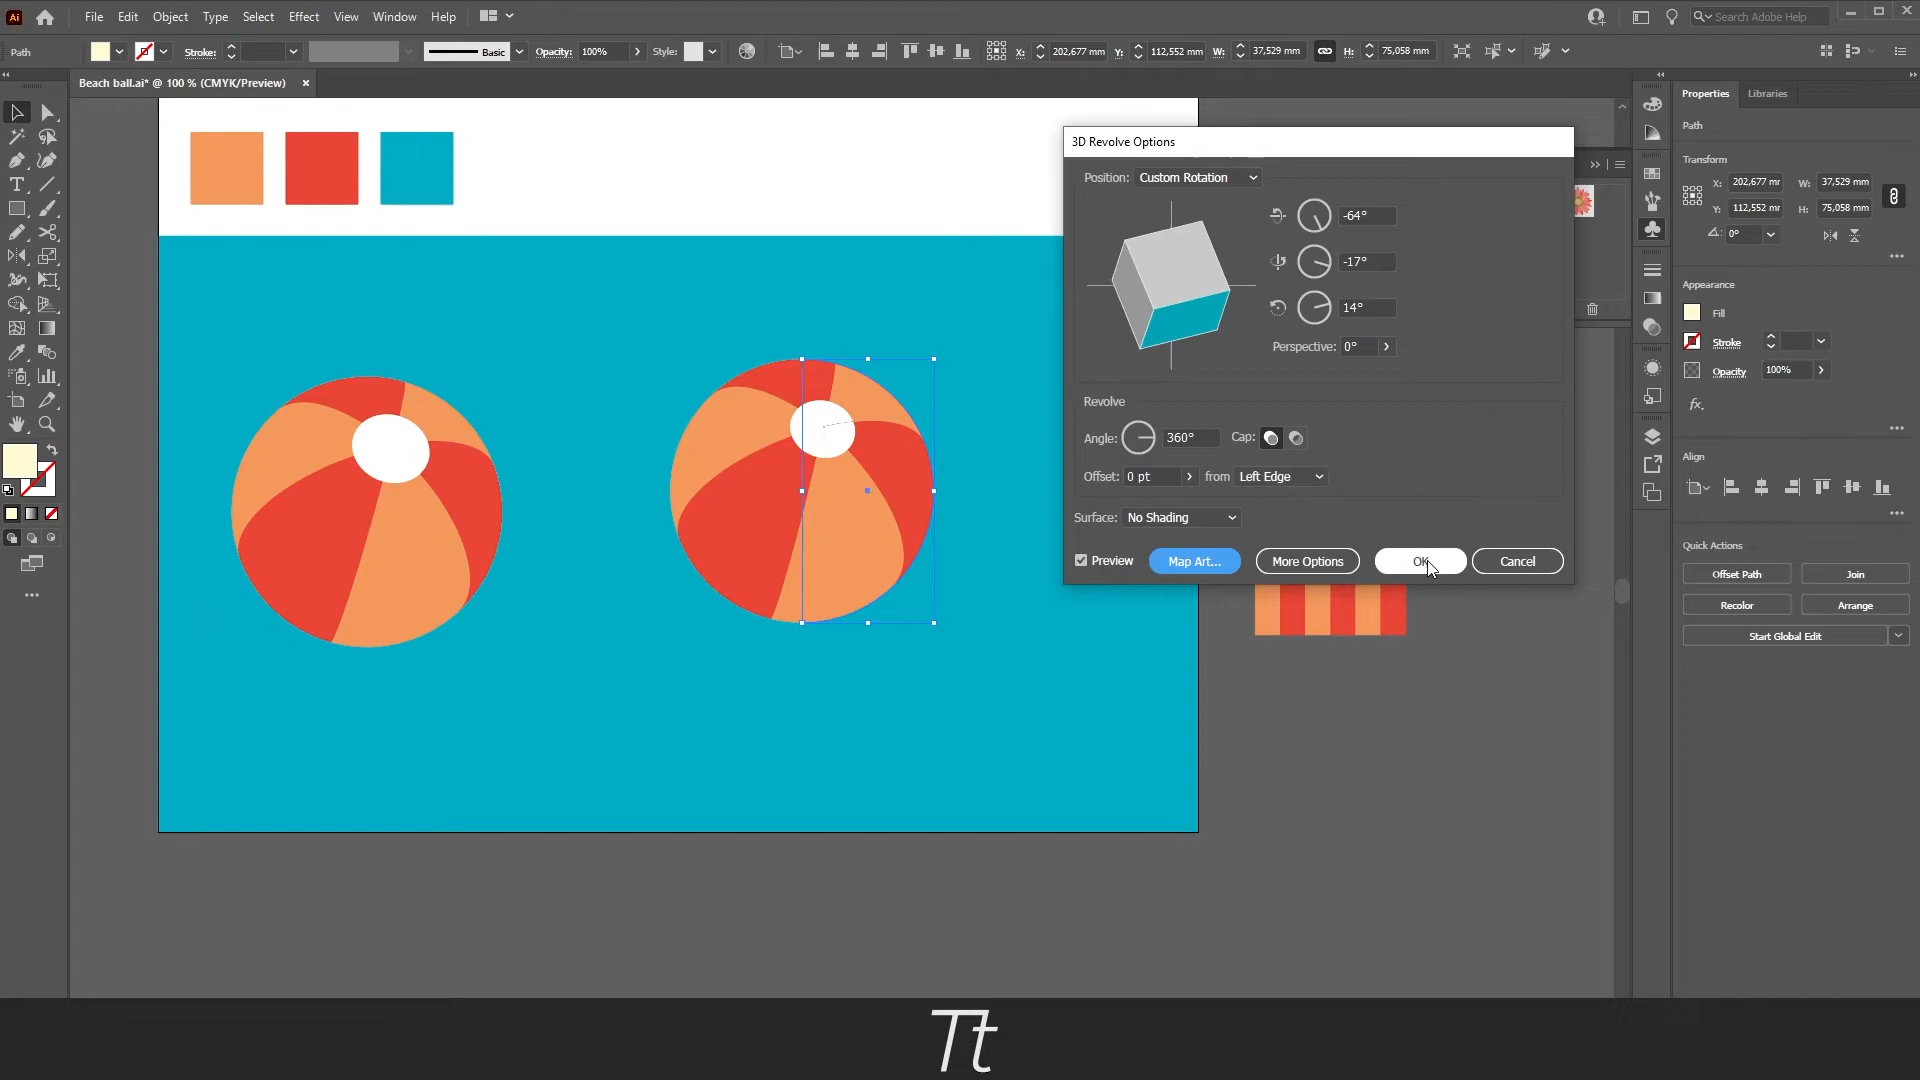 Ai File Edit Object Type Select Effect View Window Help Search Adobe Help
Path Stroke: Basic Opacity: 100% Style: X: 202,677 mm Y: 112,552 mm W: 37,529 mm H: 75,058 mm
Beach ball.ai* @ 100 % (CMYK/Preview) ×
3D Revolve Options
Position: Custom Rotation
-64°
-17°
14°
Perspective: 0°
Revolve
Angle: 360° Cap:
Offset: 0 pt from Left Edge
Surface: No Shading
Preview Map Art... More Options OK Cancel
Properties Libraries
Path
Transform
X: 202,677 mr W: 37,529 mm
Y: 112,552 mr H: 75,058 mm
0°
Appearance
Fill
Stroke
Opacity 100%
fx.
Align
Quick Actions
Offset Path Join
Recolor Arrange
Start Global Edit
Tt